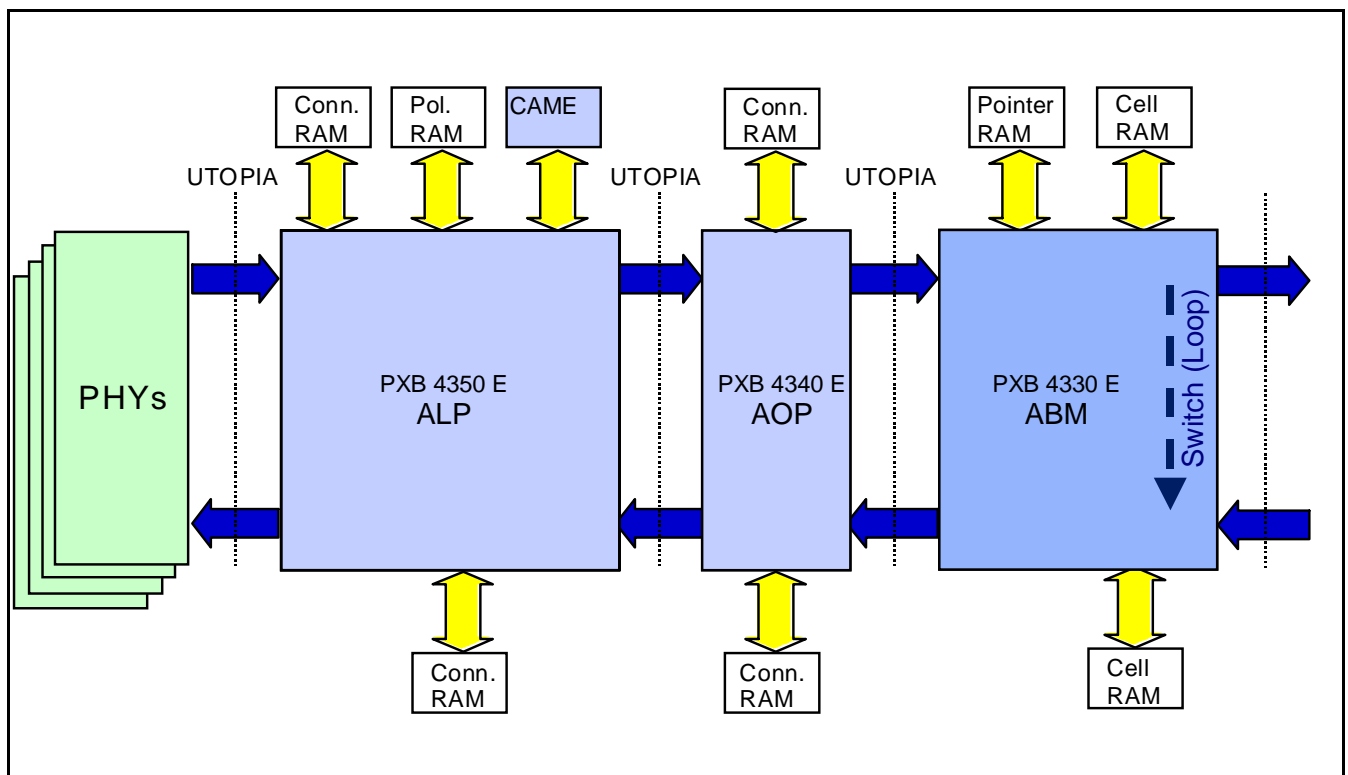 Conn.
RAM
Pol.
RAM
CAME
Conn.
RAM
Pointer
RAM
Cell
RAM
UTOPIA
UTOPIA
UTOPIA
PHYs
PXB 4350 E
ALP
PXB 4340 E
AOP
PXB 4330 E
ABM
Switch (Loop)
Conn.
RAM
Conn.
RAM
Cell
RAM